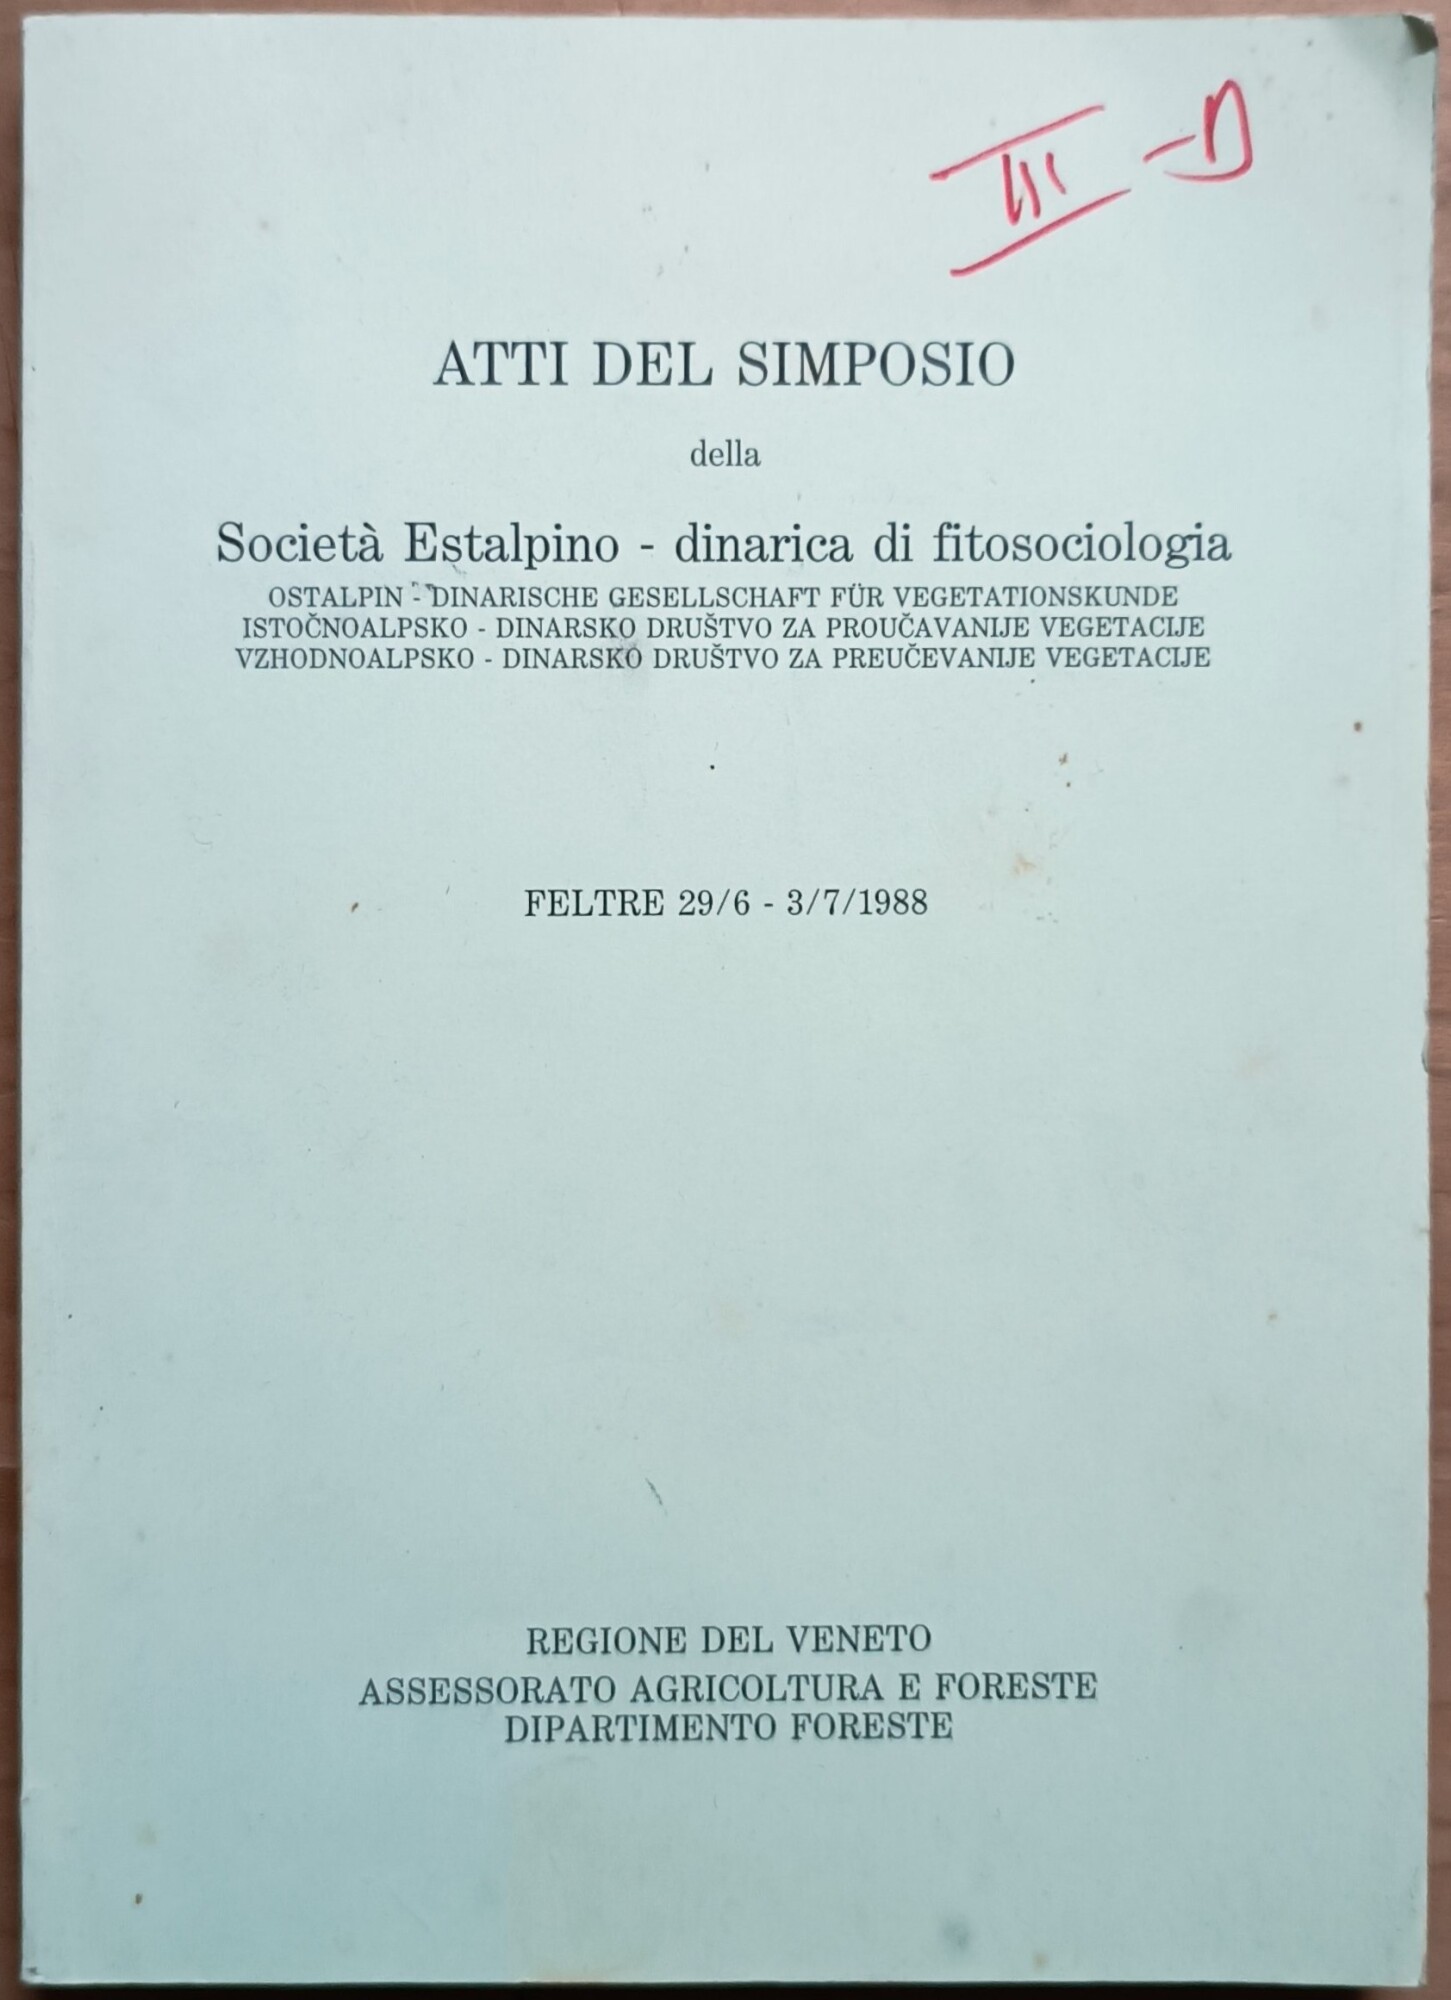 III - D
ATTI DEL SIMPOSIO
della
Società Estalpino - dinarica di fitosociologia
OSTALPIN - DINARISCHE GESELLSCHAFT FÜR VEGETATIONSKUNDE
ISTOČNOALPSKO - DINARSKO DRUŠTVO ZA PROUČAVANIJE VEGETACIJE
VZHODNOALPSKO - DINARSKO DRUŠTVO ZA PREUČEVANIJE VEGETACIJE
FELTRE 29/6 - 3/7/1988
REGIONE DEL VENETO
ASSESSORATO AGRICOLTURA E FORESTE
DIPARTIMENTO FORESTE